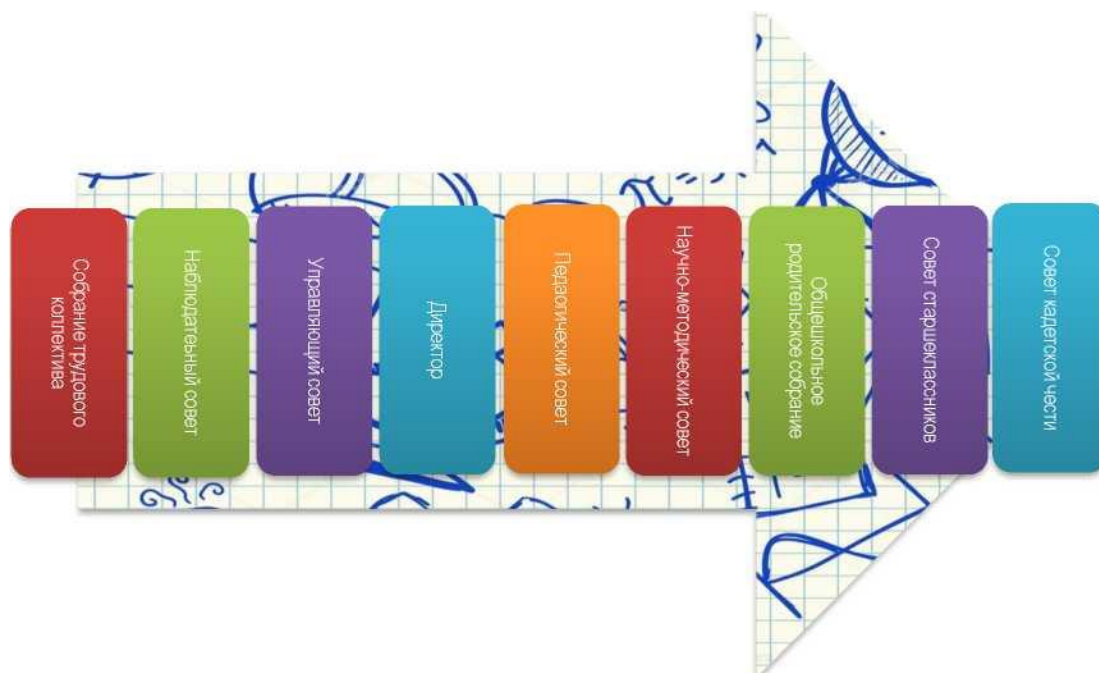 Собрание трудового
коллектива
Наблюдательный совет
Управляющий совет
Директор
Педаогический совет
Научно-методический совет
Общешкольное
родительское собрание
Совет старшеклассников
Совет кадетской чести